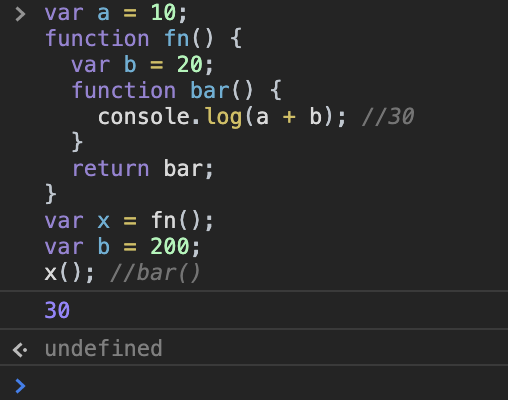 > var a = 10;
function fn() {
  var b = 20;
  function bar() {
    console.log(a + b); //30
  }
  return bar;
}
var x = fn();
var b = 200;
x(); //bar()
30
undefined
>